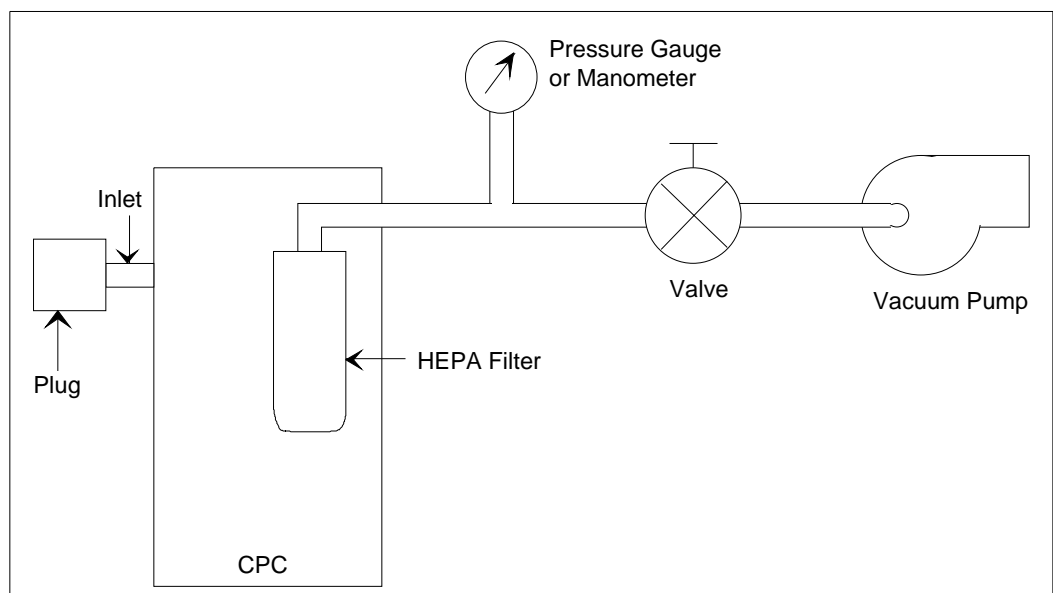 Pressure Gauge
or Manometer
Inlet
Valve
Vacuum Pump
HEPA Filter
Plug
CPC